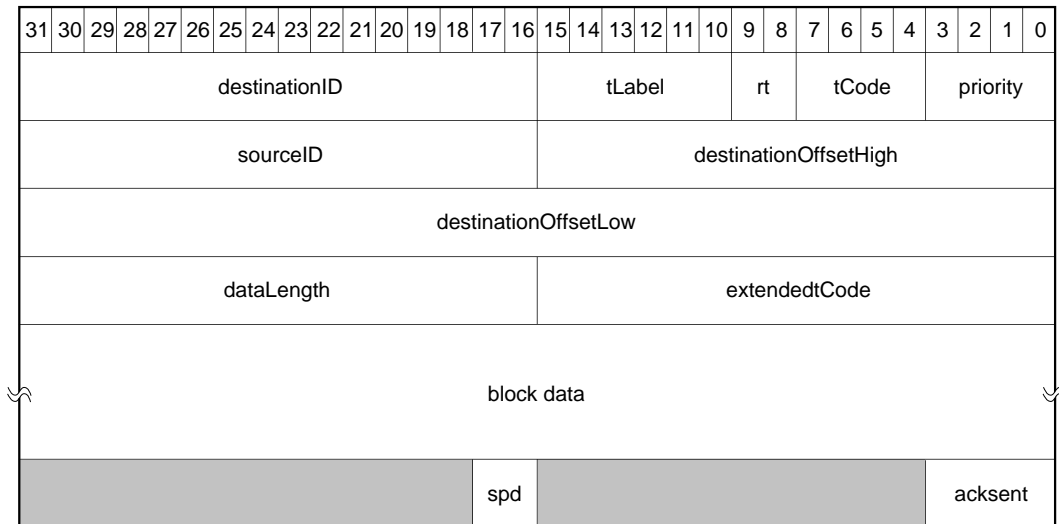 31 30 29 28 27 26 25 24 23 22 21 20 19 18 17 16 15 14 13 12 11 10 9 8 7 6 5 4 3 2 1 0
destinationID tLabel rt tCode priority
sourceID destinationOffsetHigh
destinationOffsetLow
dataLength extendedtCode
block data
spd acksent